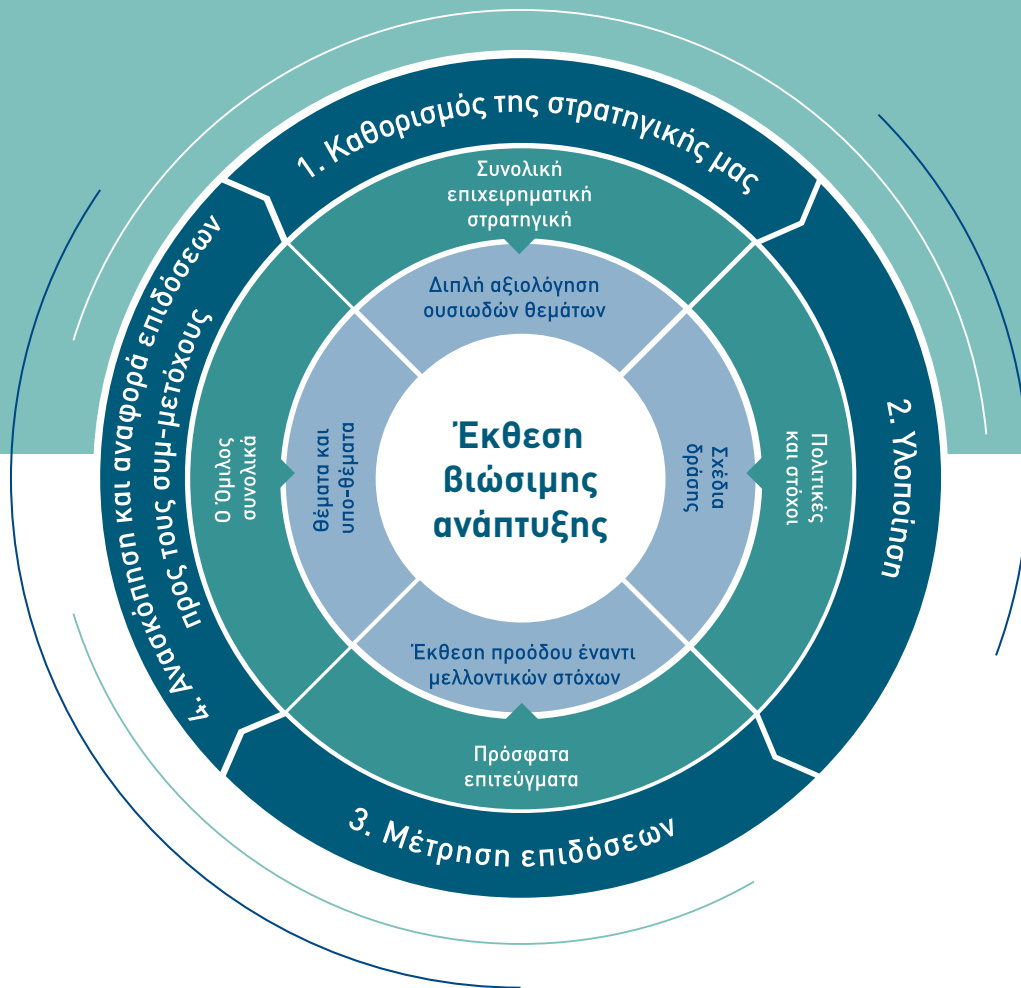 1. Καθορισμός της στρατηγικής μας
Συνολική
επιχειρηματική
στρατηγική
Διπλή αξιολόγηση
ουσιωδών θεμάτων
2. Υλοποίηση
Πολιτικές
και στόχοι
Σχέδια
δράσης
Έκθεση
βιώσιμης
ανάπτυξης
3. Μέτρηση επιδόσεων
Πρόσφατα
επιτεύγματα
Έκθεση προόδου έναντι
μελλοντικών στόχων
4. Ανασκόπηση και αναφορά επιδόσεων
προς τους συμ-μετόχους
Ο Όμιλος
συνολικά
Θέματα και
υπο-θέματα